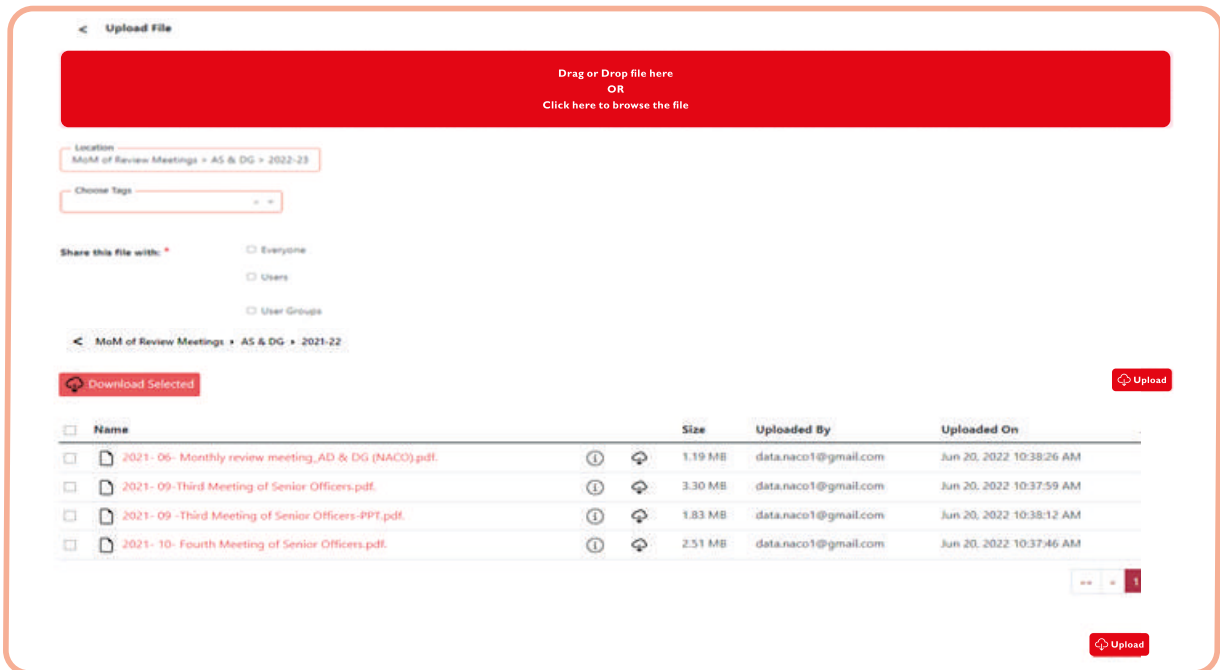 < Upload File
Drag or Drop file here
OR
Click here to browse the file
Location
MoM of Review Meetings > AS & DG > 2022-23
Choose Tags
Share this file with: *
Everyone
Users
User Groups
< MoM of Review Meetings › AS & DG › 2021-22
Download Selected
Upload
Name Size Uploaded By Uploaded On
2021- 06- Monthly review meeting_AD & DG (NACO).pdf. 1.19 MB data.naco1@gmail.com Jun 20, 2022 10:38:26 AM
2021- 09-Third Meeting of Senior Officers.pdf. 3.30 MB data.naco1@gmail.com Jun 20, 2022 10:37:59 AM
2021- 09 -Third Meeting of Senior Officers-PPT.pdf. 1.83 MB data.naco1@gmail.com Jun 20, 2022 10:38:12 AM
2021- 10- Fourth Meeting of Senior Officers.pdf. 2.51 MB data.naco1@gmail.com Jun 20, 2022 10:37:46 AM
«« « 1
Upload